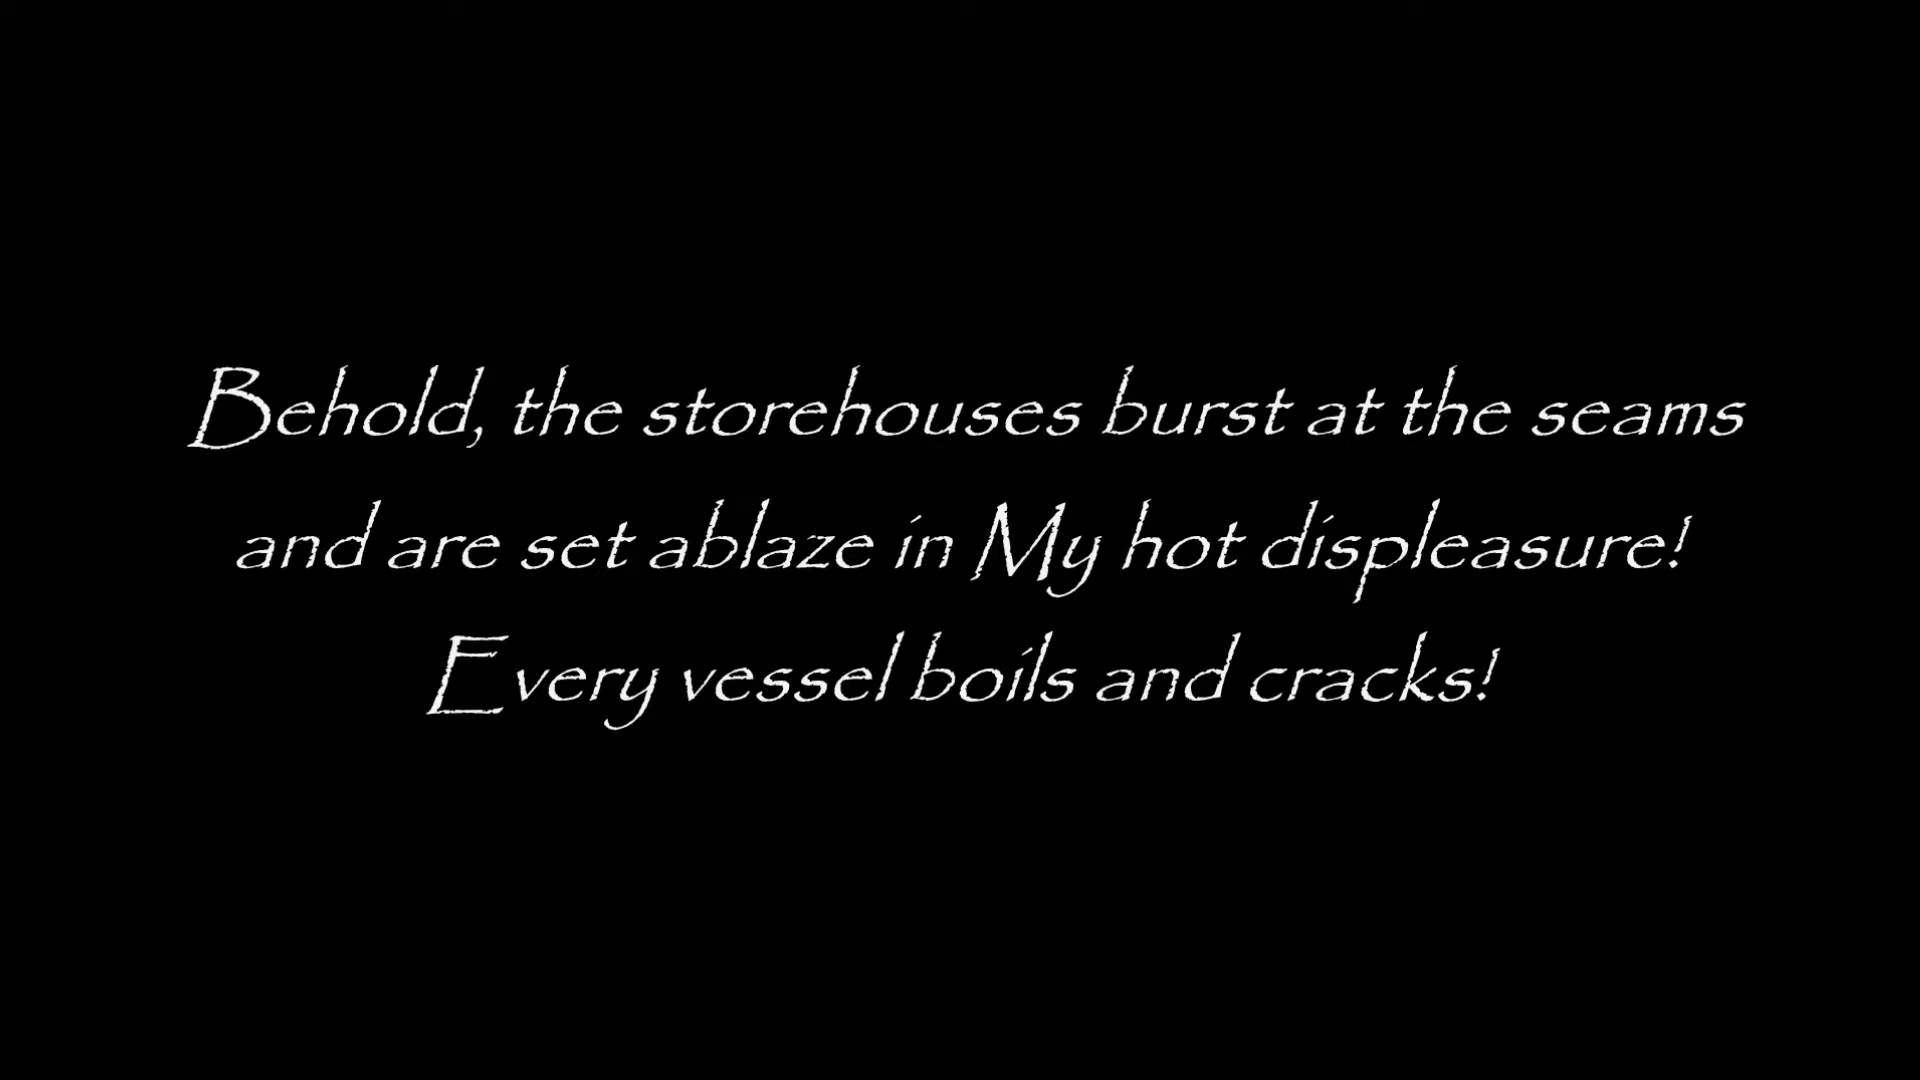 Behold, the storehouses burst at the seams
and are set ablaze in My hot displeasure!
Every vessel boils and cracks!